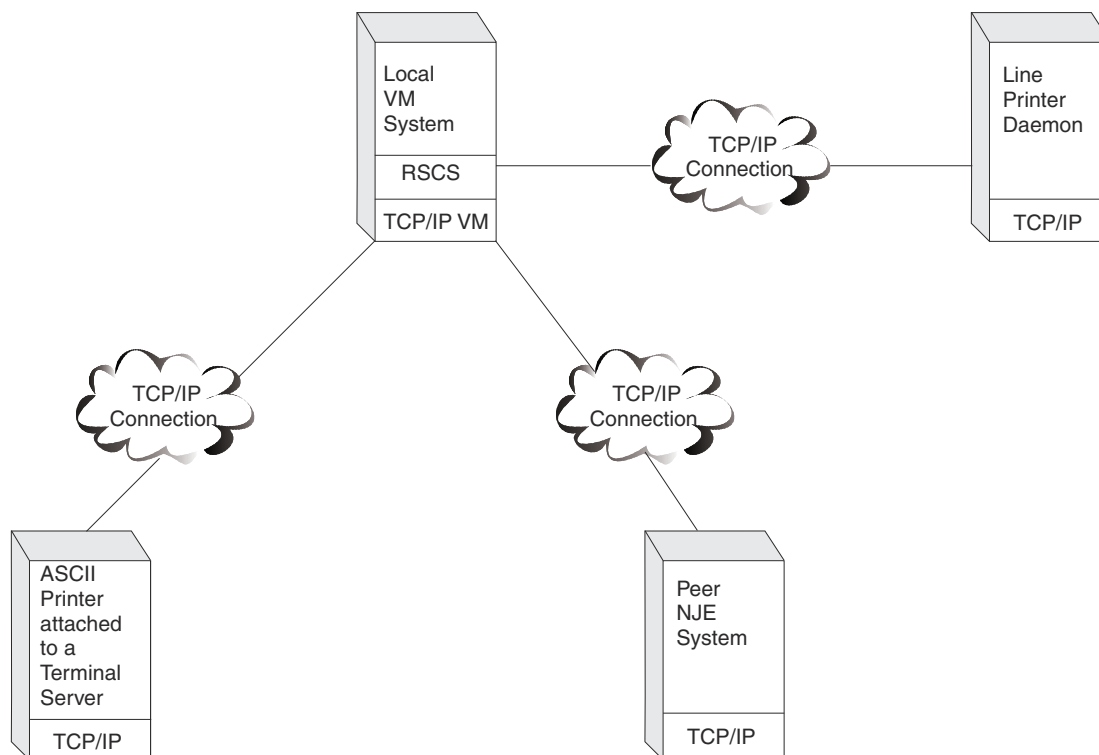 Local
VM
System
RSCS
TCP/IP VM
TCP/IP
Connection
Line
Printer
Daemon
TCP/IP
TCP/IP
Connection
TCP/IP
Connection
ASCII
Printer
attached
to a
Terminal
Server
TCP/IP
Peer
NJE
System
TCP/IP